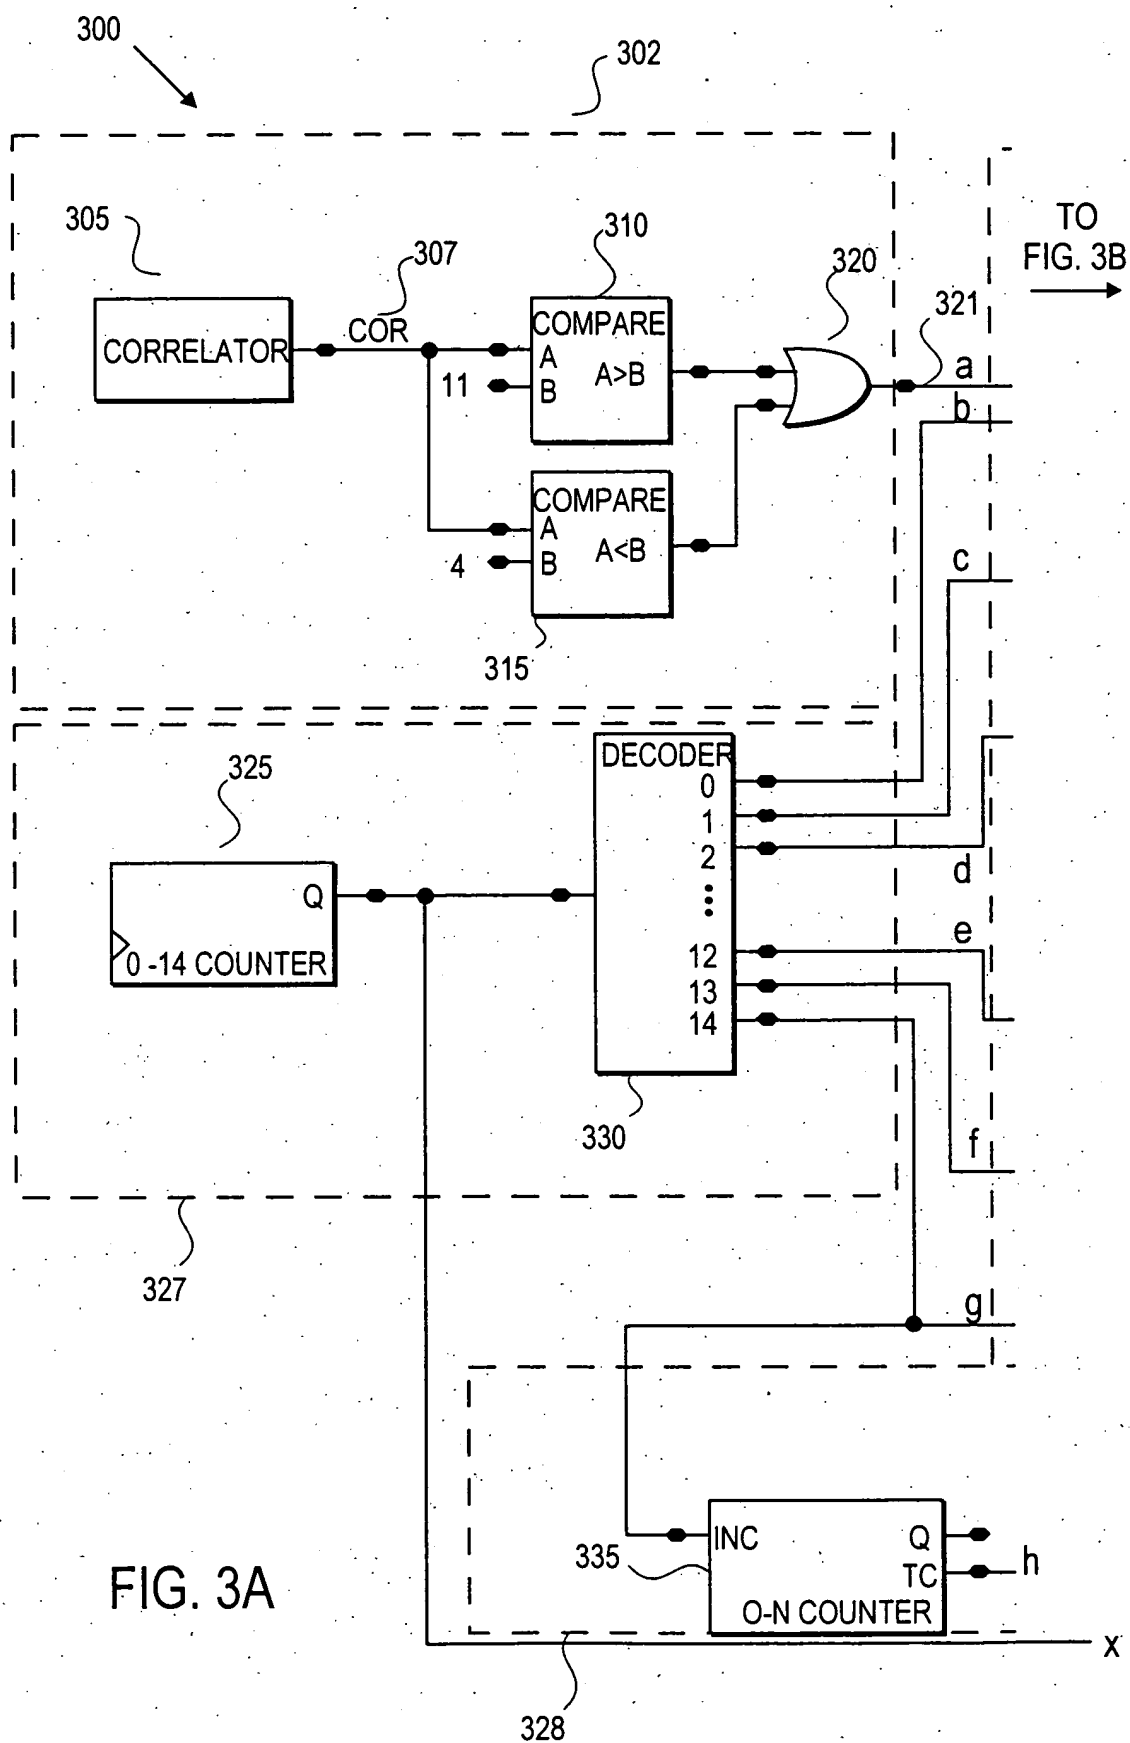 300
302
305
307
310
320
TO
FIG. 3B
321
CORRELATOR
COR
COMPARE
A
11
B
A>B
a
b
COMPARE
A
4
B
A<B
c
315
325
DECODER
0
1
2
d
Q
0 -14 COUNTER
e
12
13
14
330
f
327
g
335
INC
Q
TC
h
O-N COUNTER
FIG. 3A
x
328